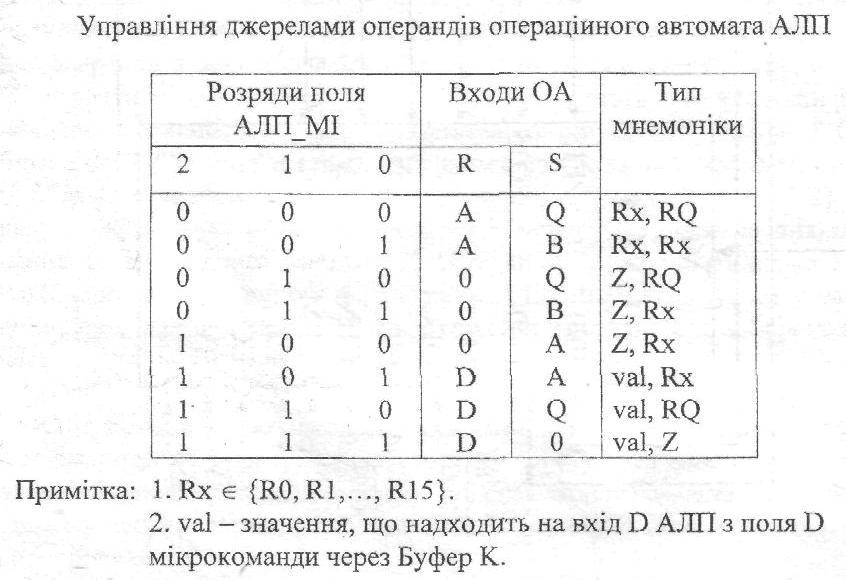 Управління джерелами операндів операційного автомата АЛП
Розряди поля АЛП_МІ Входи ОА Тип мнемоніки
2 1 0 R S
0 0 0 A Q Rx, RQ
0 0 1 A B Rx, Rx
0 1 0 0 Q Z, RQ
0 1 1 0 B Z, Rx
1 0 0 0 A Z, Rx
1 0 1 D A val, Rx
1 1 0 D Q val, RQ
1 1 1 D 0 val, Z
Примітка: 1. Rx ∈ {R0, R1,…, R15}.
2. val – значення, що надходить на вхід D АЛП з поля D
мікрокоманди через Буфер К.